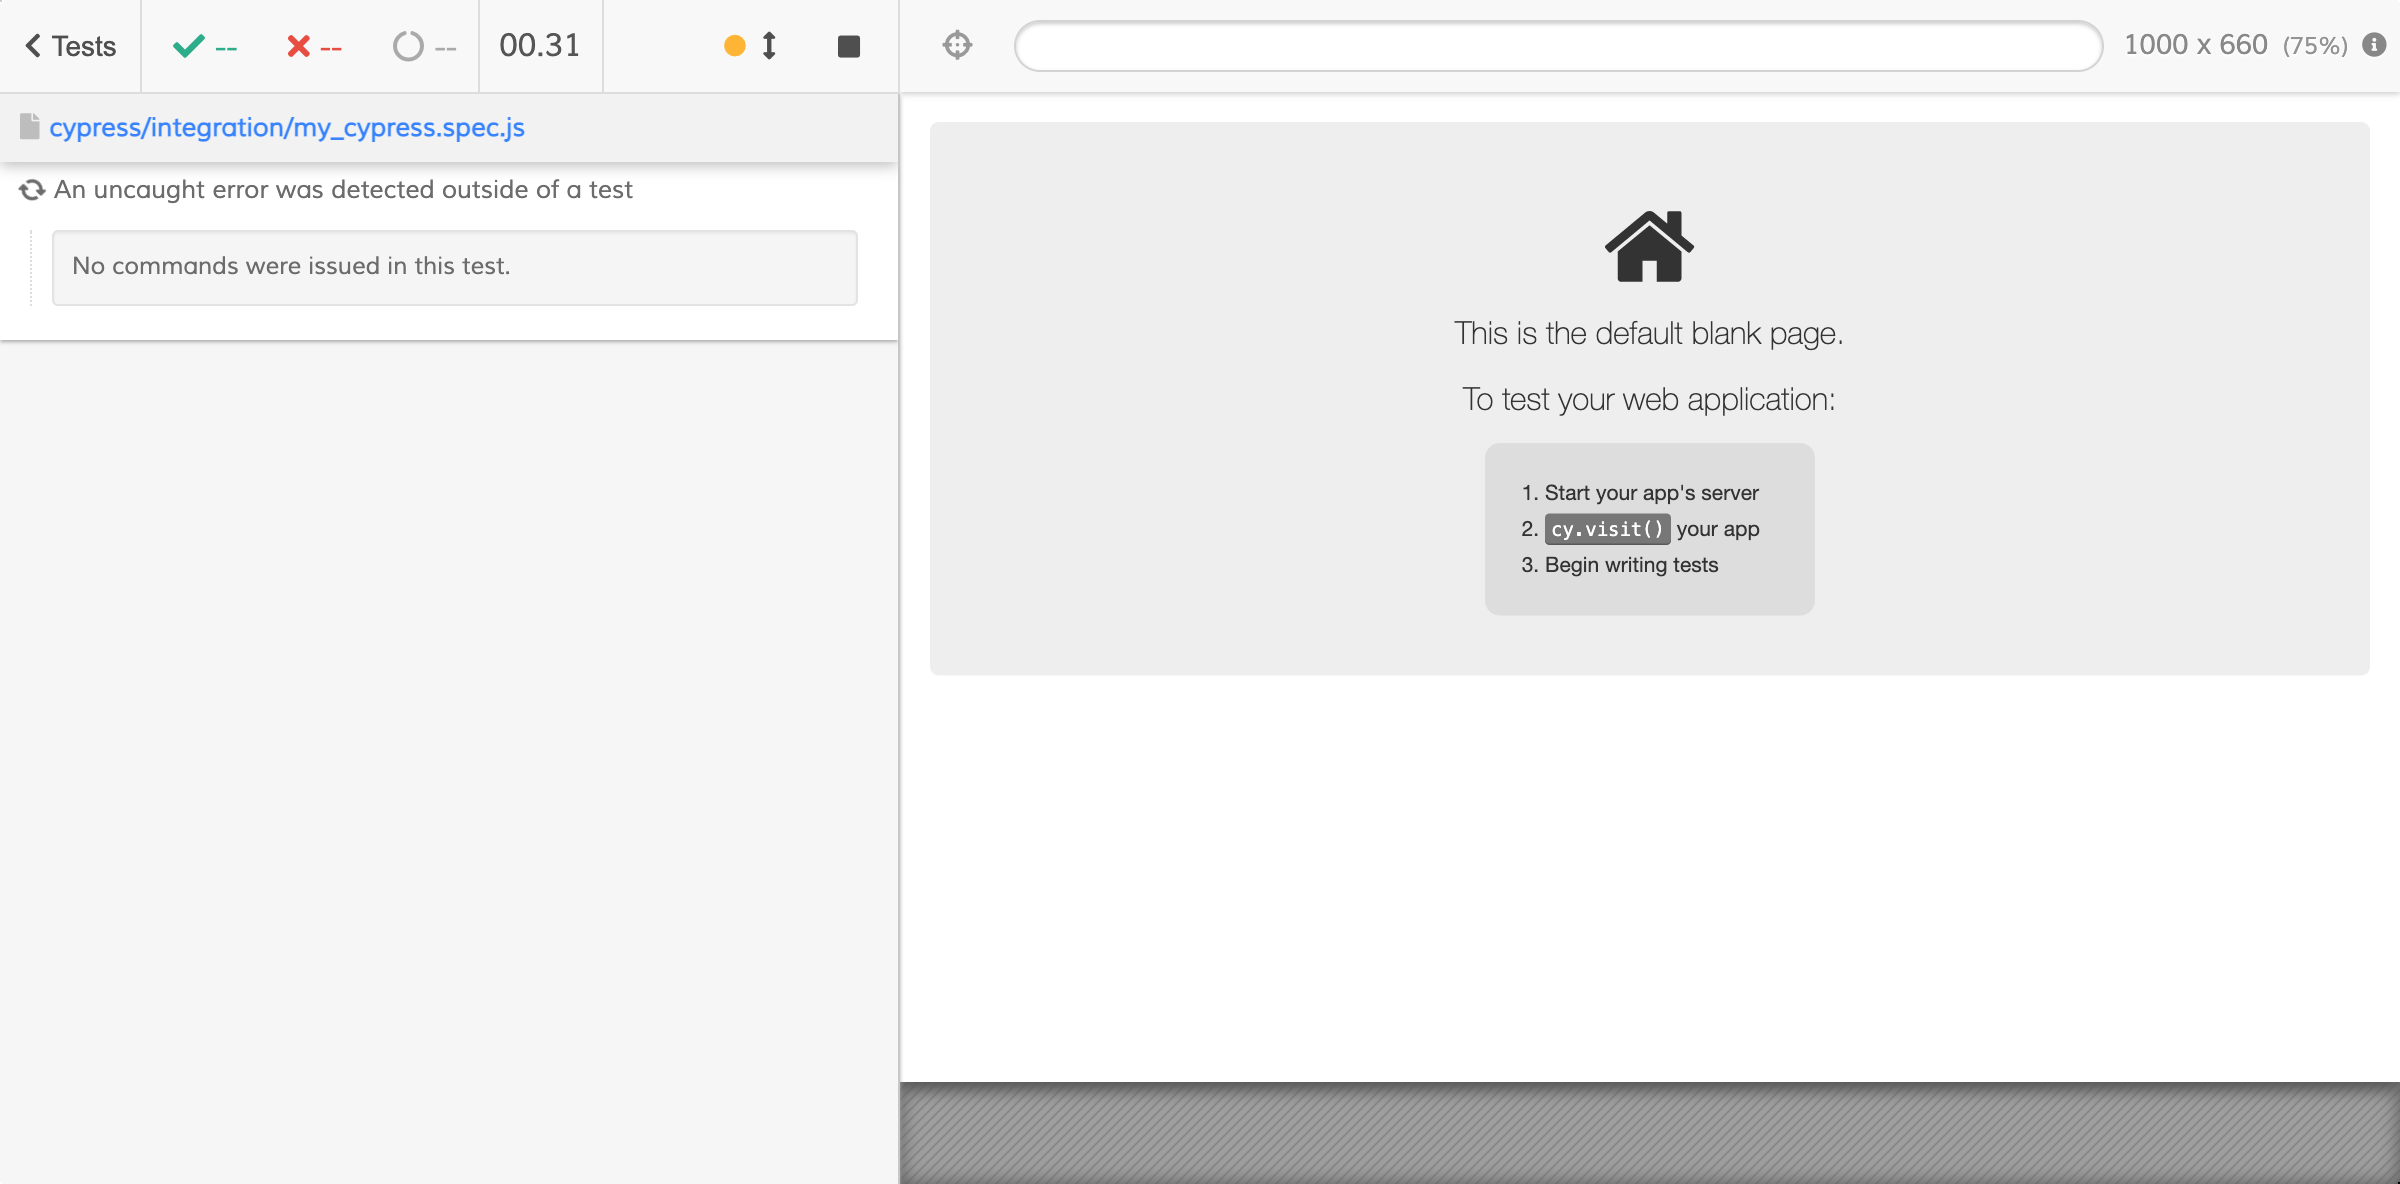 Tests -- -- -- 00.31 1000 x 660 (75%)
cypress/integration/my_cypress.spec.js
An uncaught error was detected outside of a test
No commands were issued in this test.
This is the default blank page.
To test your web application:
1. Start your app's server
2. cy.visit() your app
3. Begin writing tests